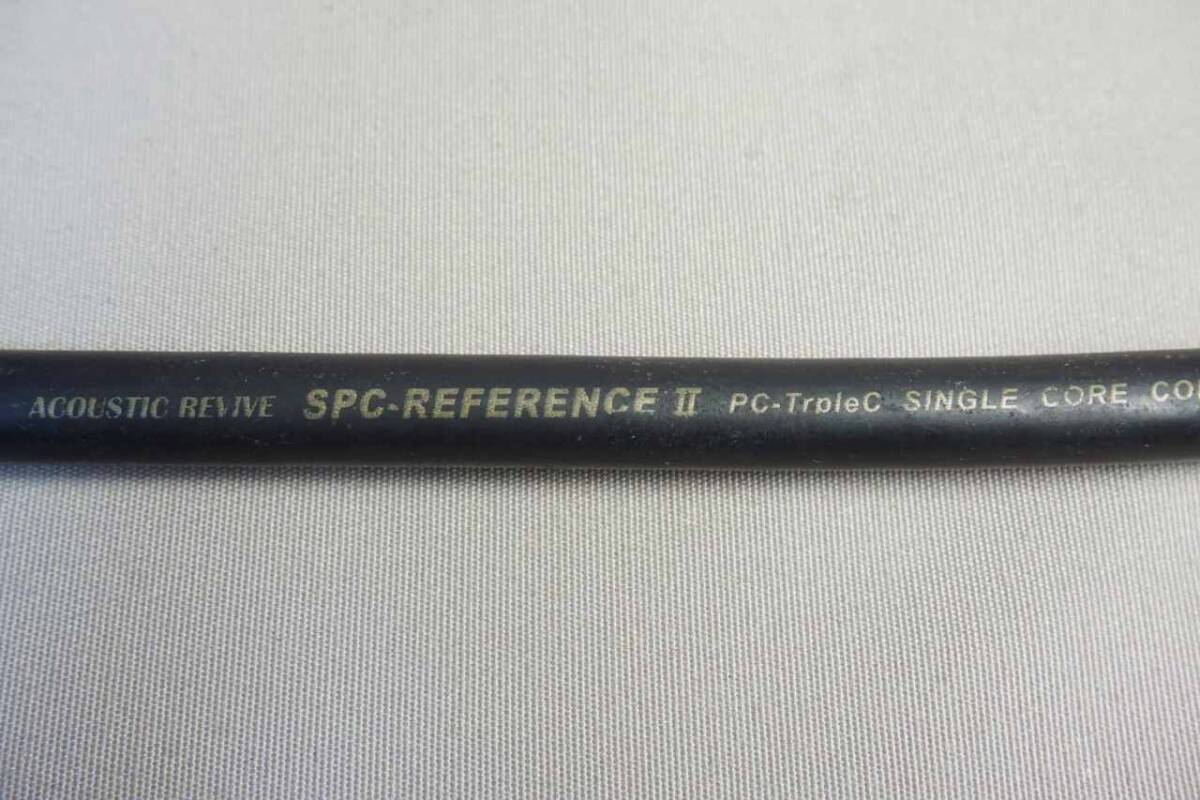 ACOUSTIC REVIVE SPC-REFERENCE II PC-TrpleC SINGLE CORE